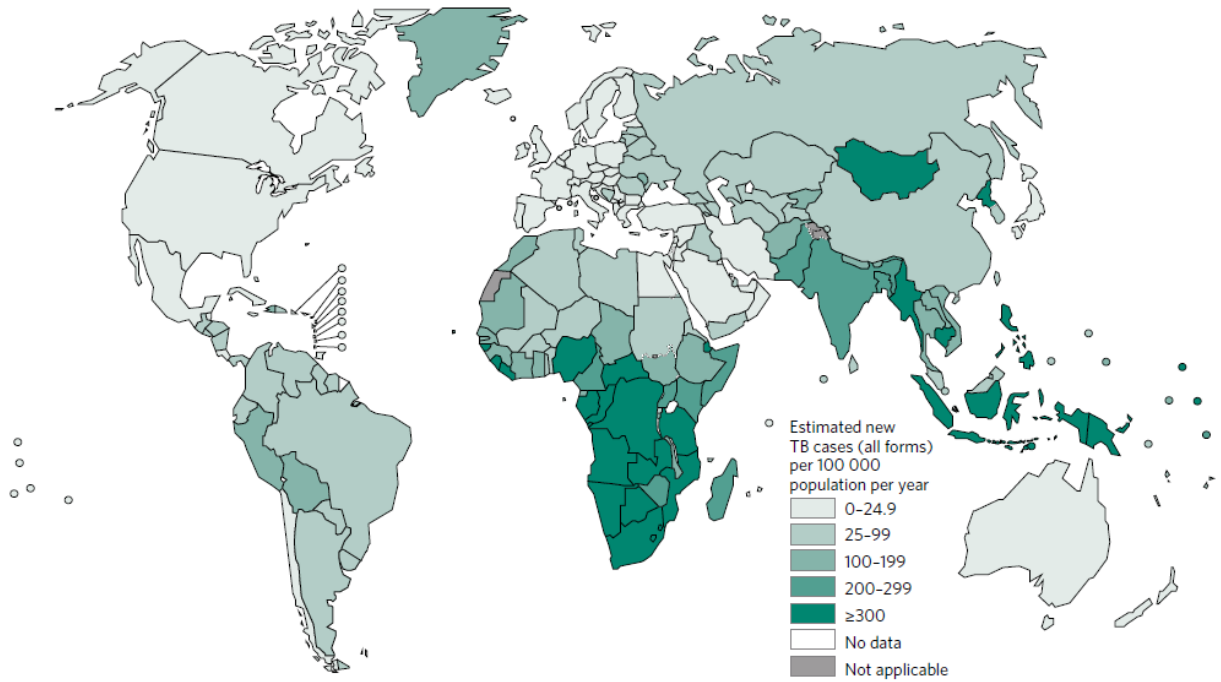 Estimated new
TB cases (all forms)
per 100 000
population per year
0–24.9
25–99
100–199
200–299
≥300
No data
Not applicable